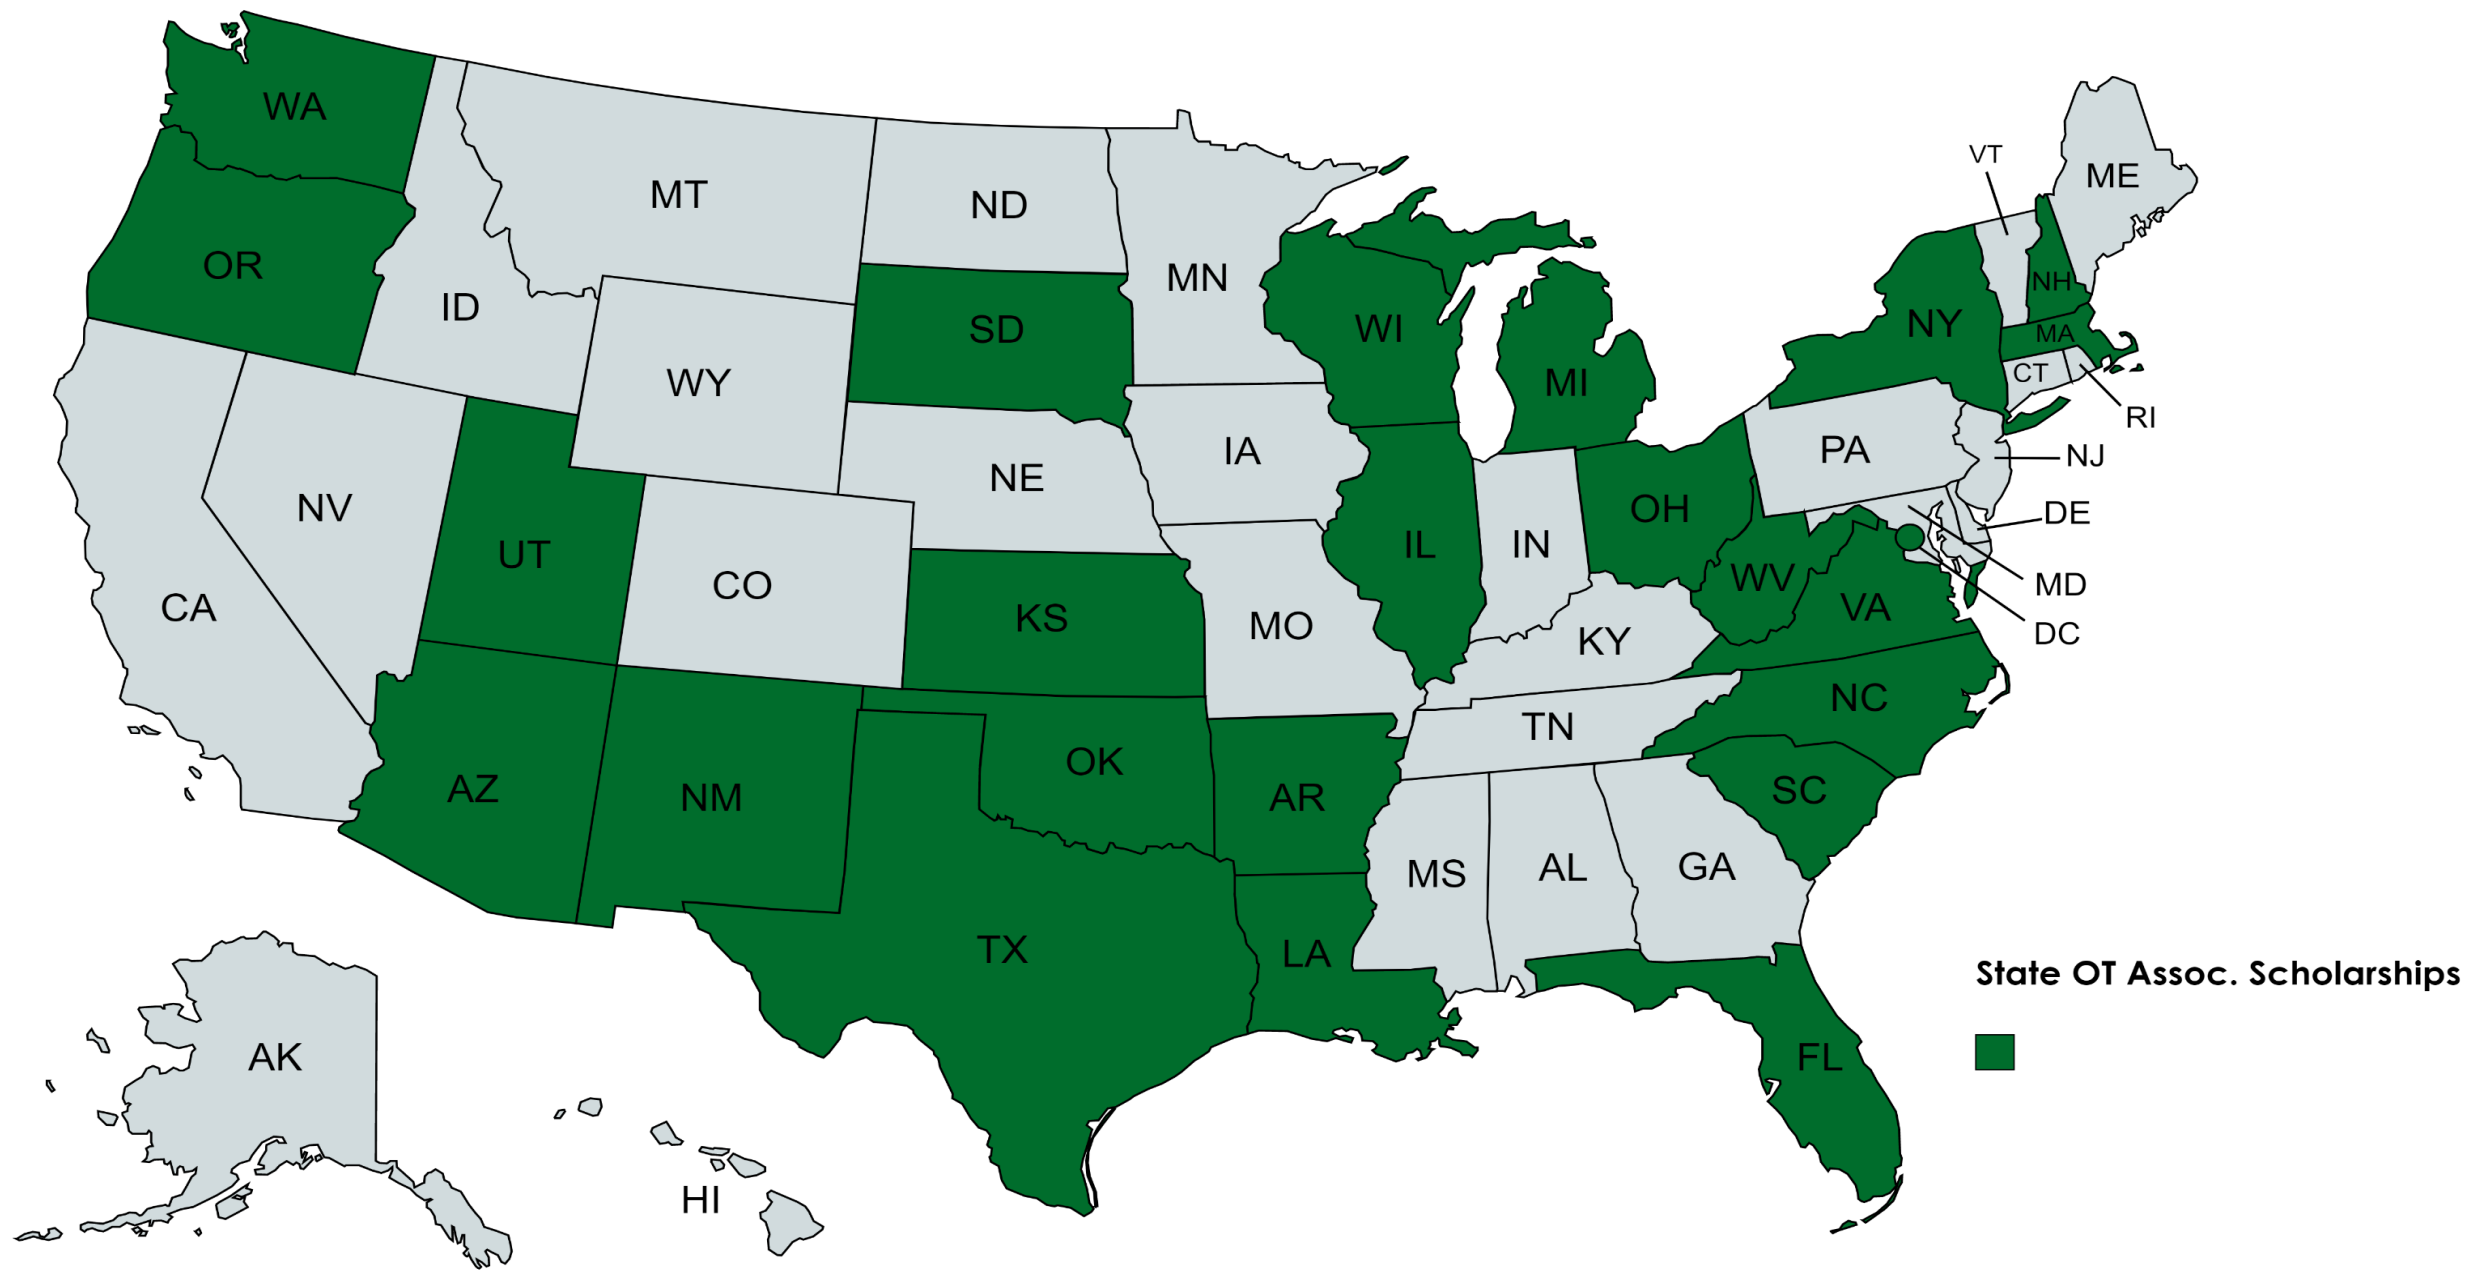 WA
MT
ND
MN
VT
ME
OR
ID
SD
WI
MI
NY
NH
MA
CT
RI
WY
NV
UT
NE
IA
PA
NJ
CA
CO
KS
MO
IL
IN
OH
WV
VA
DE
MD
DC
KY
NC
TN
SC
AZ
NM
OK
AR
MS
AL
GA
TX
LA
State OT Assoc. Scholarships
FL
AK
HI